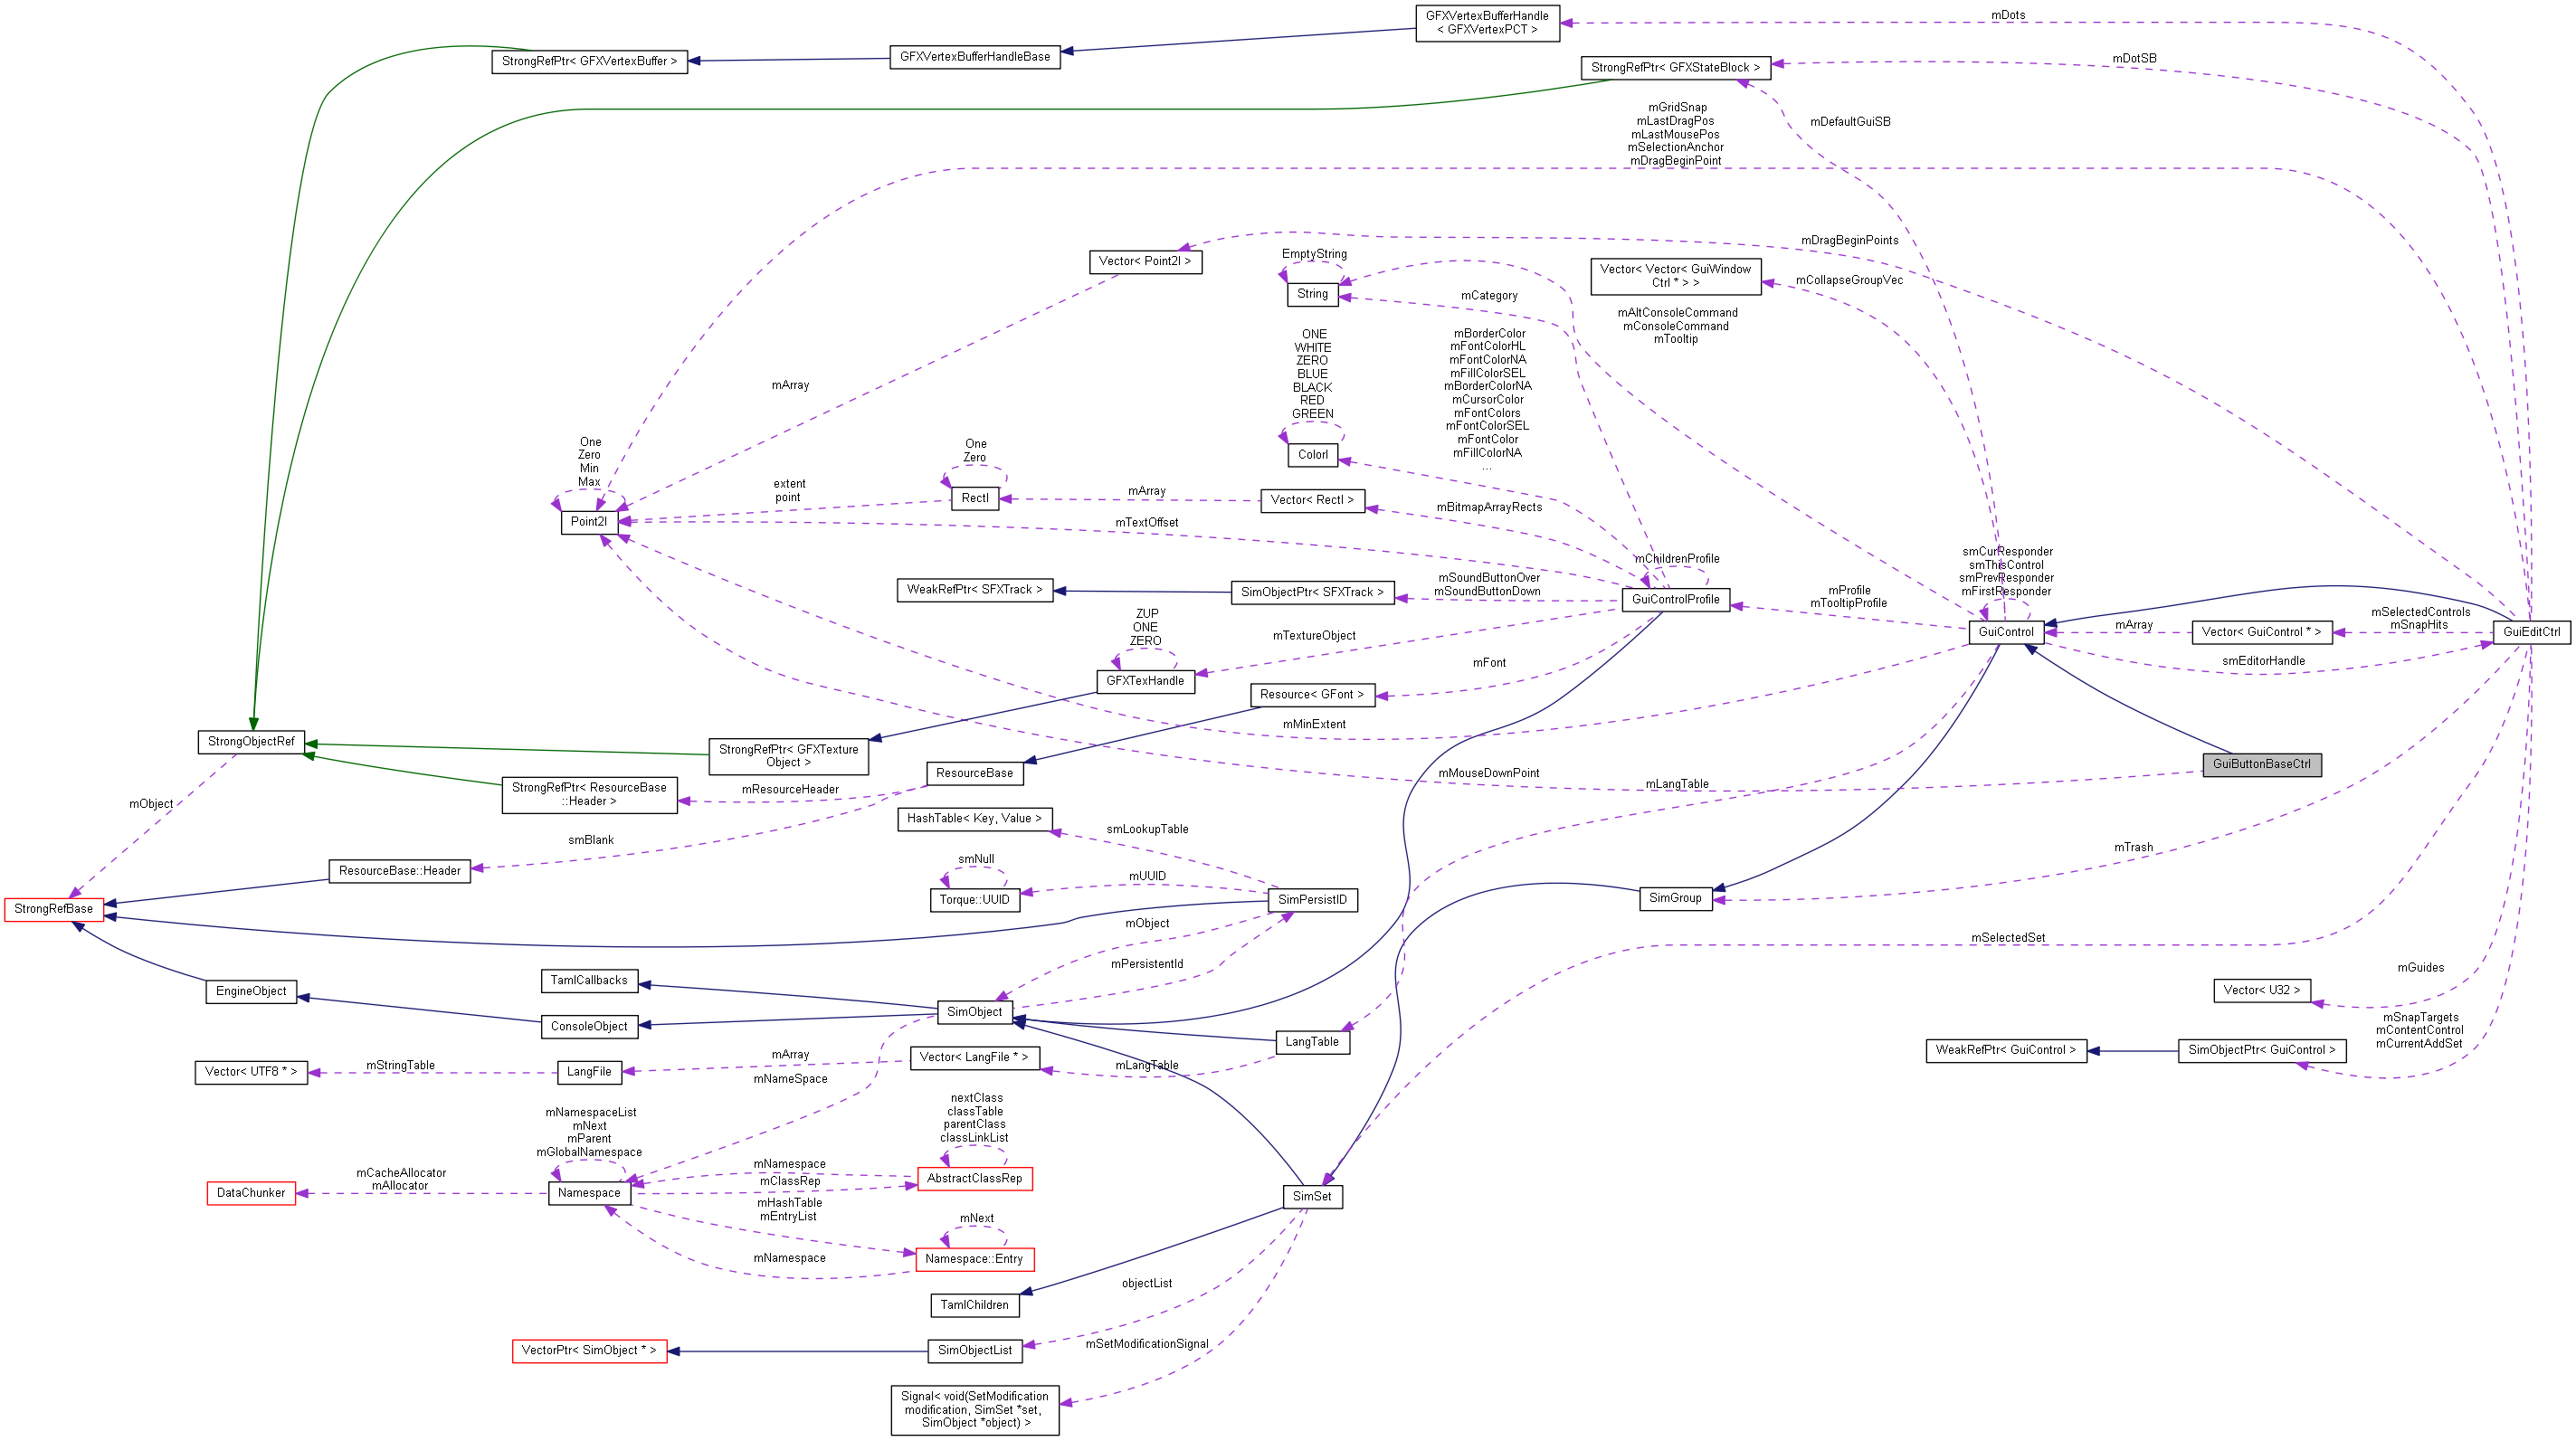 GFXVertexBufferHandle
< GFXVertexPCT >
mDots
StrongRefPtr< GFXVertexBuffer >
GFXVertexBufferHandleBase
StrongRefPtr< GFXStateBlock >
mDotSB
mGridSnap
mLastDragPos
mLastMousePos
mSelectionAnchor
mDragBeginPoint
mDefaultGuiSB
Vector< Point2I >
EmptyString
String
mDragBeginPoints
Vector< Vector< GuiWindow
Ctrl * > >
mCollapseGroupVec
mCategory
mAltConsoleCommand
mConsoleCommand
mTooltip
ONE
WHITE
ZERO
BLUE
BLACK
RED
GREEN
ColorI
mBorderColor
mFontColorHL
mFontColorNA
mFillColorSEL
mBorderColorNA
mCursorColor
mFontColors
mFontColorSEL
mFontColor
mFillColorNA
...
mArray
One
Zero
Min
Max
Point2I
extent
point
One
Zero
RectI
mArray
Vector< RectI >
mBitmapArrayRects
mTextOffset
WeakRefPtr< SFXTrack >
SimObjectPtr< SFXTrack >
mSoundButtonOver
mSoundButtonDown
mChildrenProfile
GuiControlProfile
mProfile
mTooltipProfile
smCurResponder
smThisControl
smPrevResponder
mFirstResponder
GuiControl
mArray
Vector< GuiControl * >
mSelectedControls
mSnapHits
GuiEditCtrl
smEditorHandle
ZUP
ONE
ZERO
GFXTexHandle
mTextureObject
mFont
Resource< GFont >
mMinExtent
StrongObjectRef
StrongRefPtr< GFXTexture
Object >
StrongRefPtr< ResourceBase
::Header >
mResourceHeader
ResourceBase
mMouseDownPoint
mLangTable
GuiButtonBaseCtrl
mObject
smBlank
HashTable< Key, Value >
smLookupTable
mTrash
ResourceBase::Header
smNull
Torque::UUID
mUUID
SimPersistID
SimGroup
StrongRefBase
mObject
mPersistentId
mSelectedSet
mGuides
Vector< U32 >
EngineObject
TamlCallbacks
ConsoleObject
SimObject
LangTable
mSnapTargets
mContentControl
mCurrentAddSet
WeakRefPtr< GuiControl >
SimObjectPtr< GuiControl >
Vector< UTF8 * >
mStringTable
LangFile
mArray
Vector< LangFile * >
mLangTable
mNameSpace
mNamespaceList
mNext
mParent
mGlobalNamespace
Namespace
nextClass
classTable
parentClass
classLinkList
AbstractClassRep
mNamespace
mClassRep
DataChunker
mCacheAllocator
mAllocator
mHashTable
mEntryList
mNext
Namespace::Entry
mNamespace
SimSet
TamlChildren
objectList
VectorPtr< SimObject * >
SimObjectList
mSetModificationSignal
Signal< void(SetModification
modification, SimSet *set,
SimObject *object) >